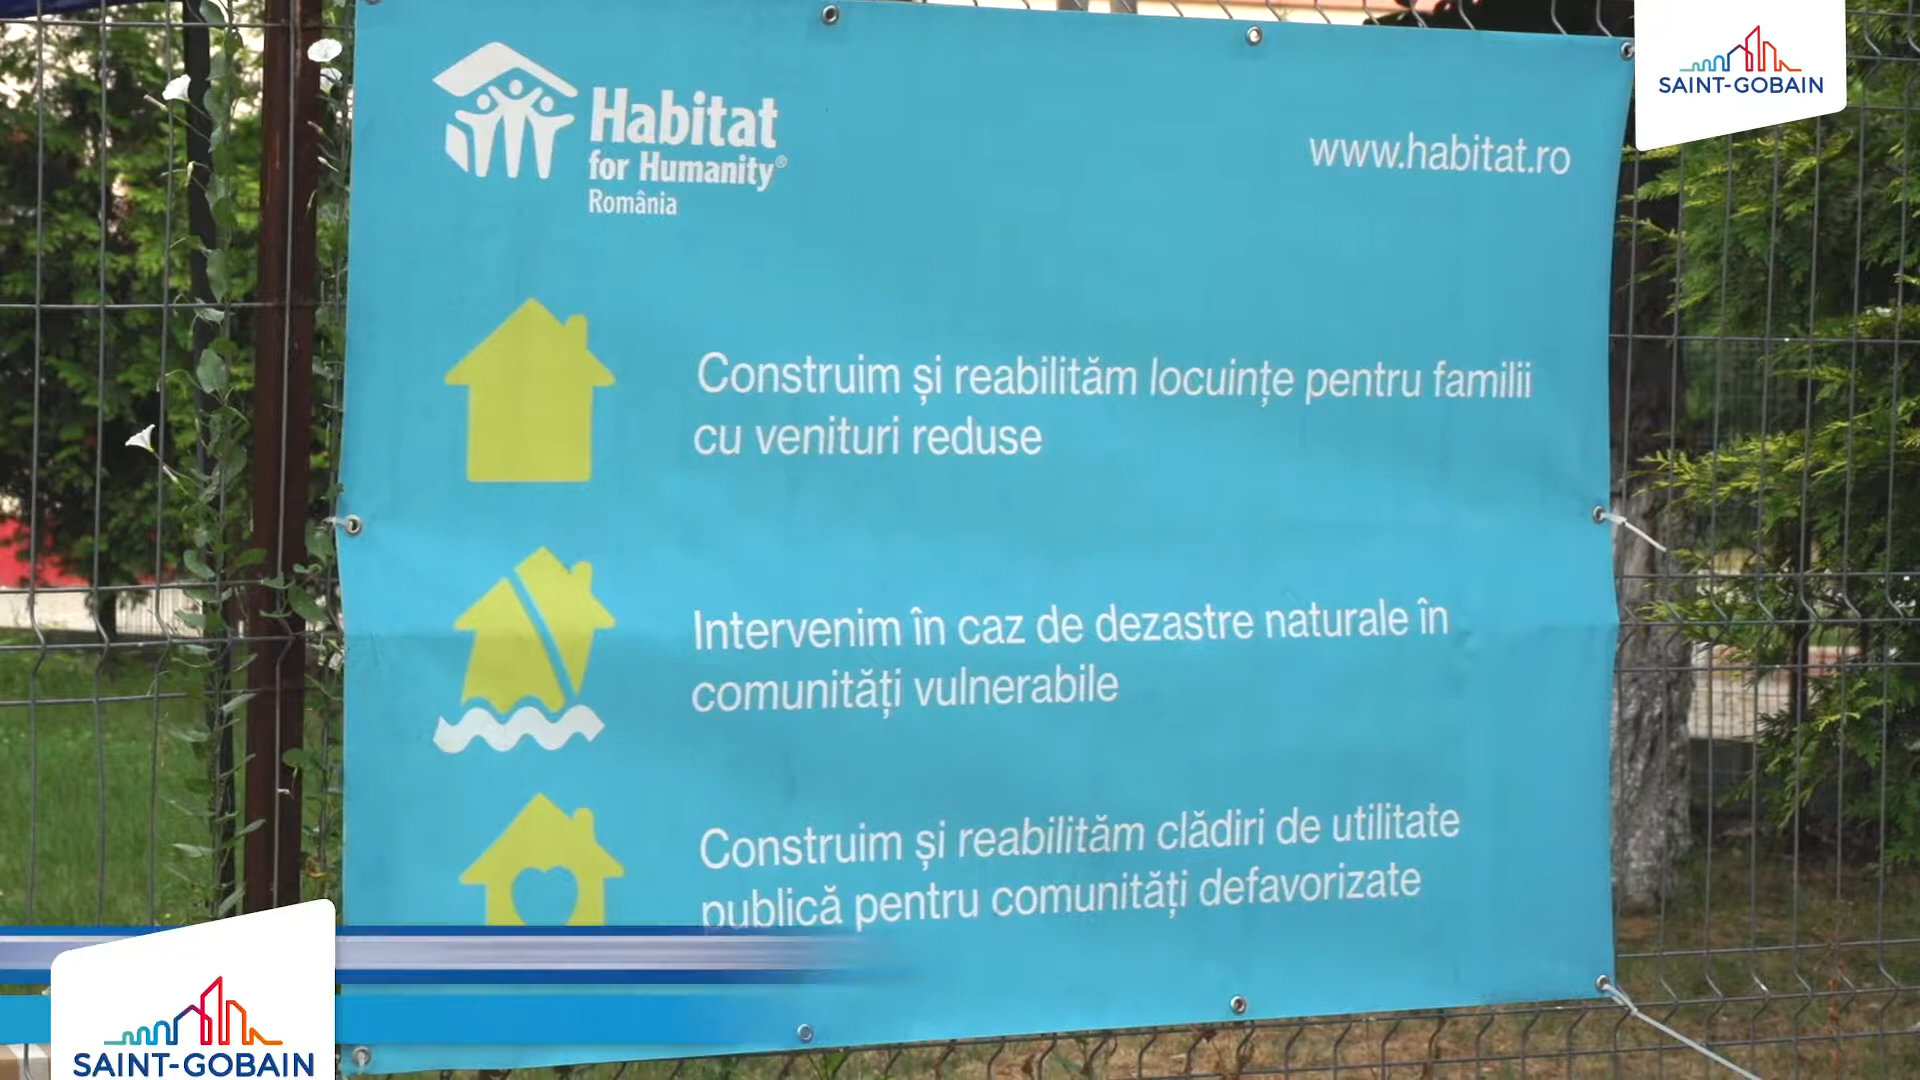 Habitat
for Humanity®
România
www.habitat.ro
SAINT-GOBAIN
Construim și reabilităm locuințe pentru familii
cu venituri reduse
Intervenim în caz de dezastre naturale în
comunități vulnerabile
Construim și reabilităm clădiri de utilitate
publică pentru comunități defavorizate
SAINT-GOBAIN